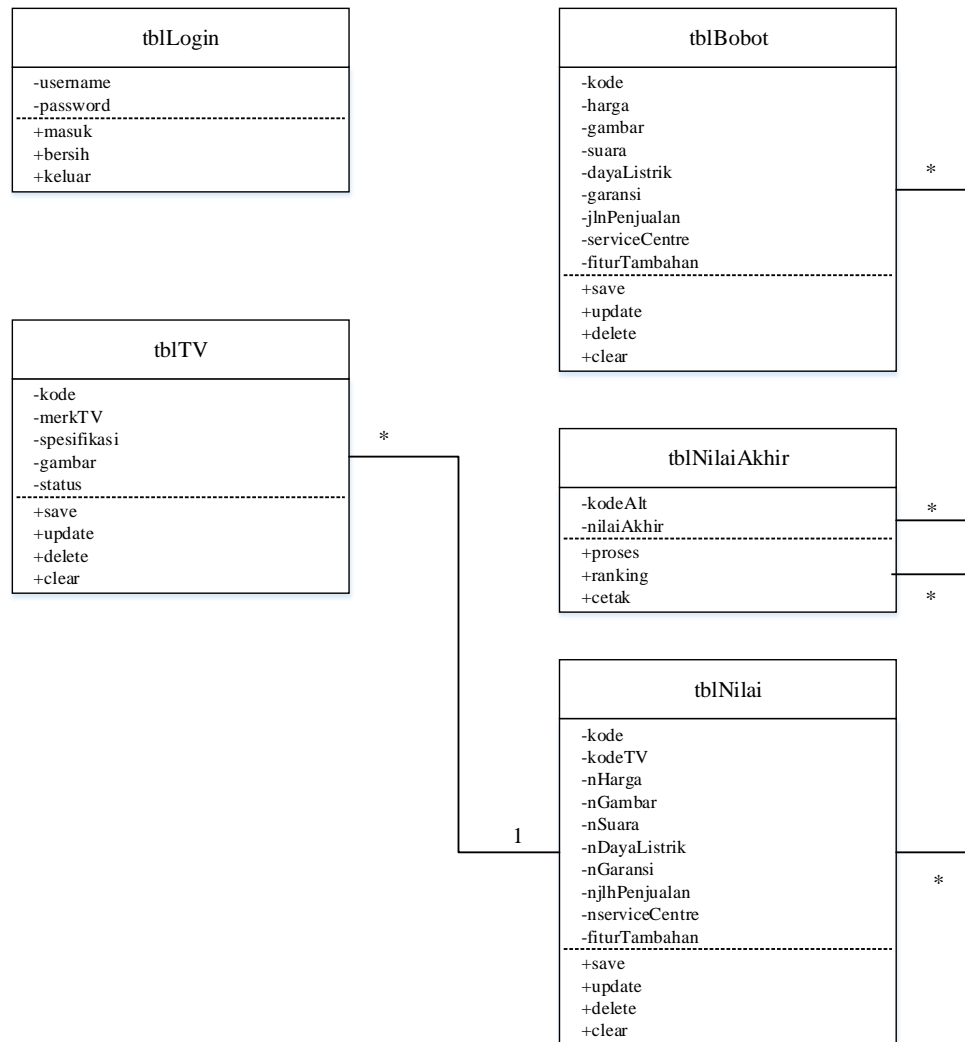 tblLogin
-username
-password
+masuk
+bersih
+keluar
tblBobot
-kode
-harga
-gambar
-suara
-dayaListrik
-garansi
-jlnPenjualan
-serviceCentre
-fiturTambahan
+save
+update
+delete
+clear
*
tblTV
-kode
-merkTV
-spesifikasi
-gambar
-status
+save
+update
+delete
+clear
*
tblNilaiAkhir
-kodeAlt
-nilaiAkhir
+proses
+ranking
+cetak
*
*
tblNilai
-kode
-kodeTV
-nHarga
-nGambar
-nSuara
-nDayaListrik
-nGaransi
-njlhPenjualan
-nserviceCentre
-fiturTambahan
+save
+update
+delete
+clear
1
*